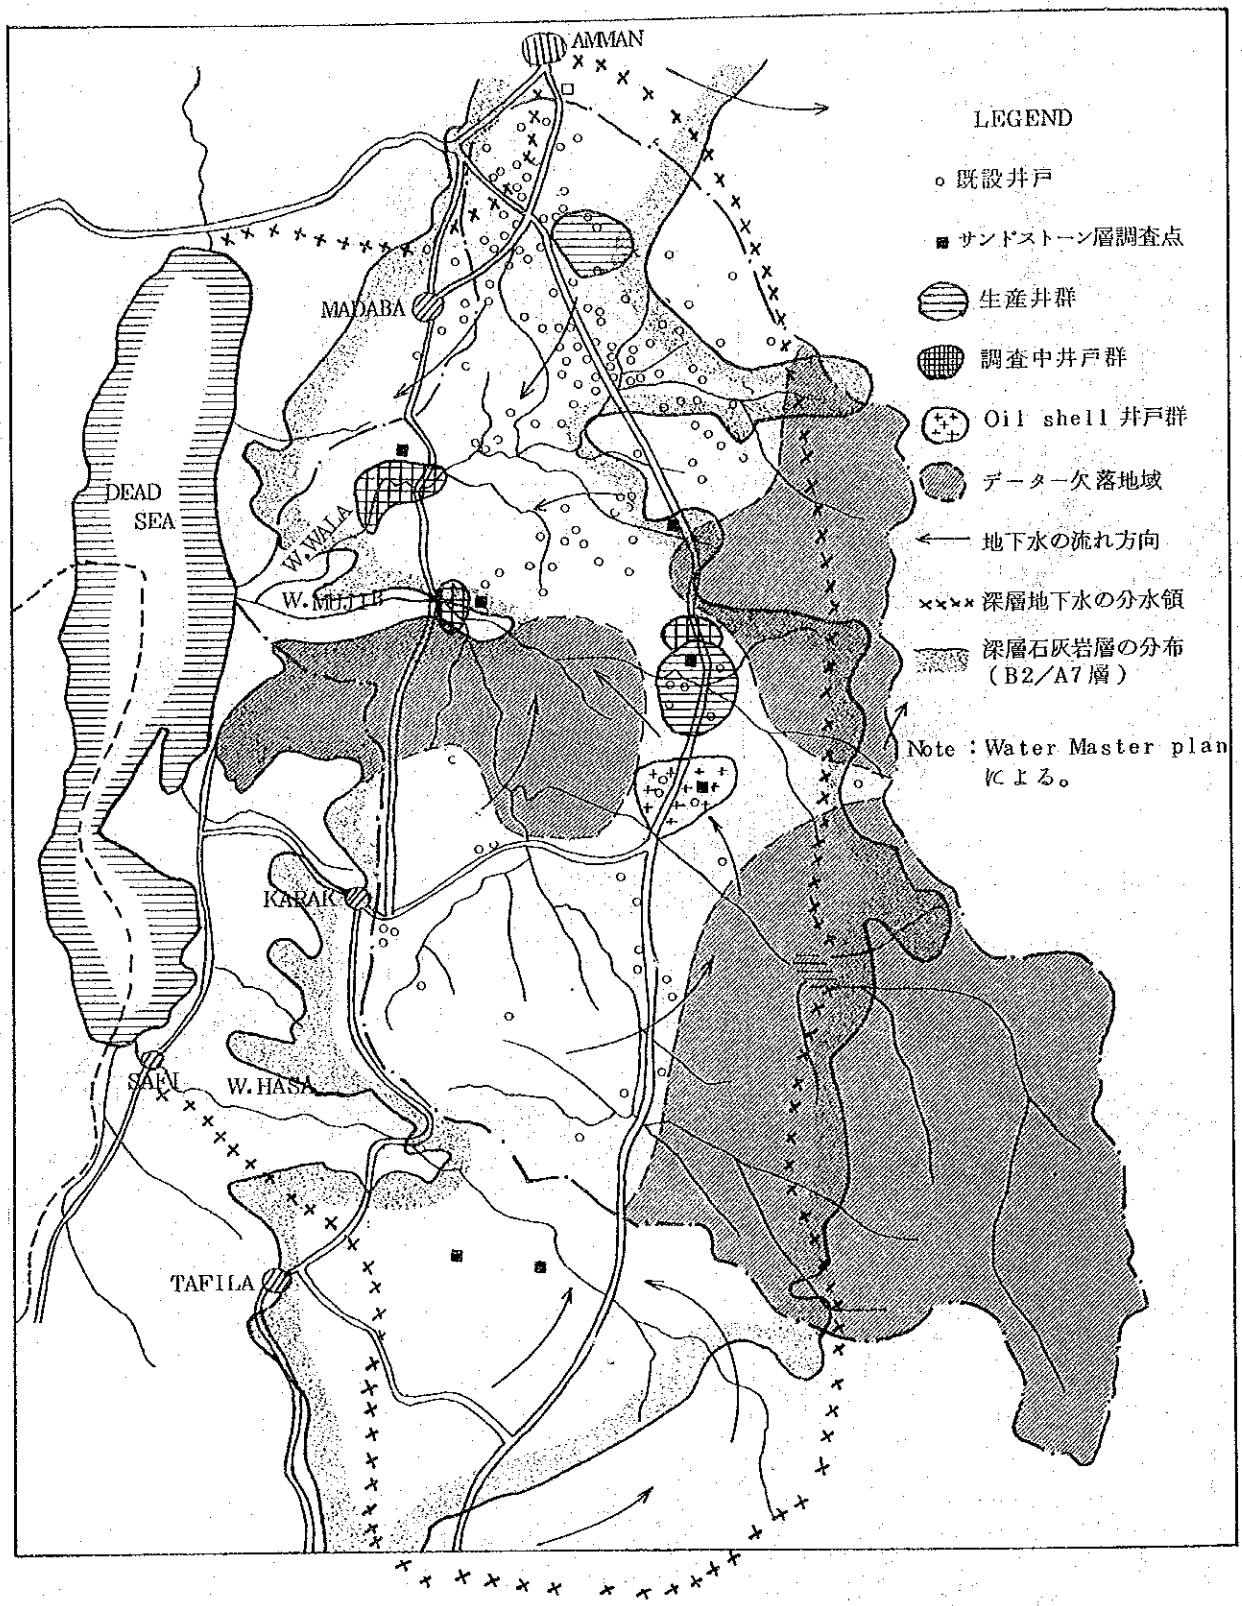 AMMAN
LEGEND
既設井戸
サンドストーン層調査点
生産井群
調査中井戸群
Oil shell 井戸群
データー欠落地域
地下水の流れ方向
深層地下水の分水領
深層石灰岩層の分布
(B2/A7層)
Note : Water Master plan
による。
MADABA
DEAD
SEA
W.WALA
W.MUJIB
KARAK
SAFI
W.HASA
TAFILA